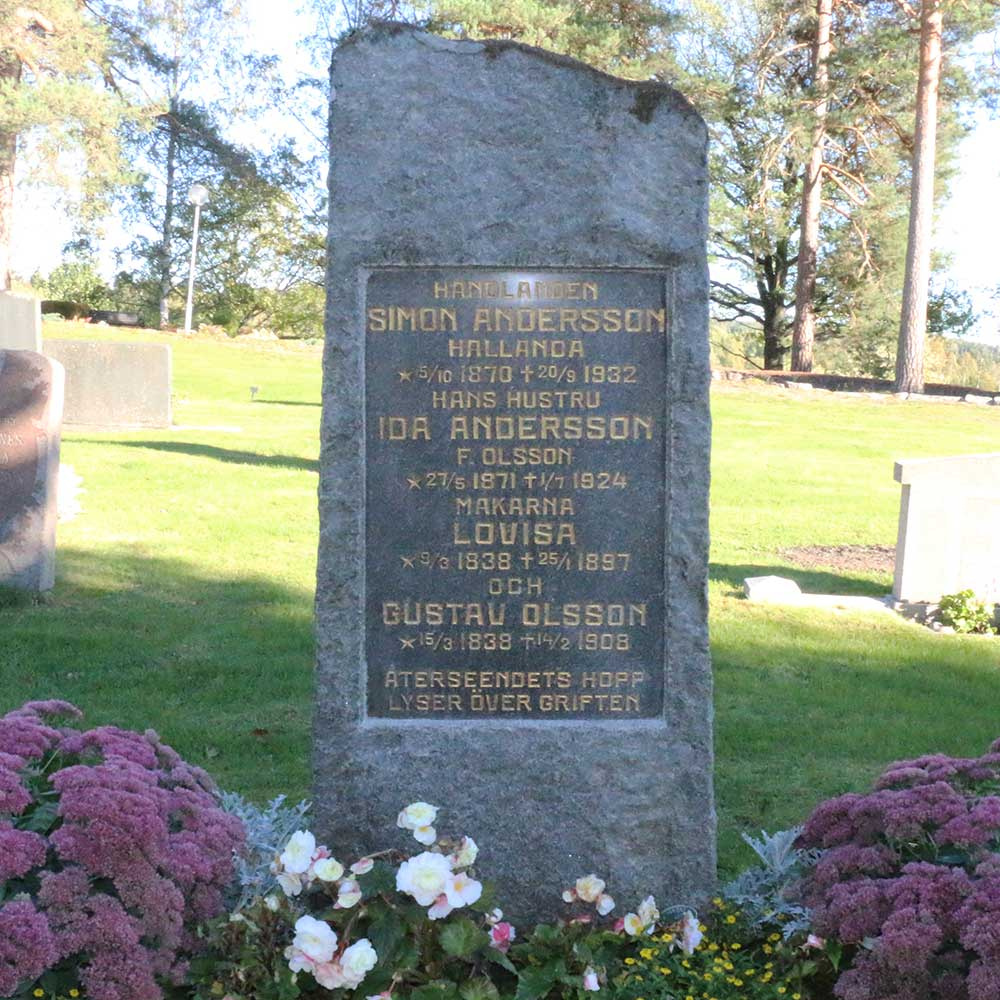 HANDLANDEN
SIMON ANDERSSON
HALLANDA
★ 15/10 1870 ✝ 20/9 1932
HANS HUSTRU
IDA ANDERSSON
F. OLSSON
★ 27/5 1871 ✝ 1/7 1924
MAKARNA
LOVISA
★ 19/3 1838 ✝ 25/1 1897
OCH
GUSTAV OLSSON
★ 15/3 1838 ✝ 14/2 1908
ÅTERSEENDETS HOPP
LYSER ÖVER GRIFTEN